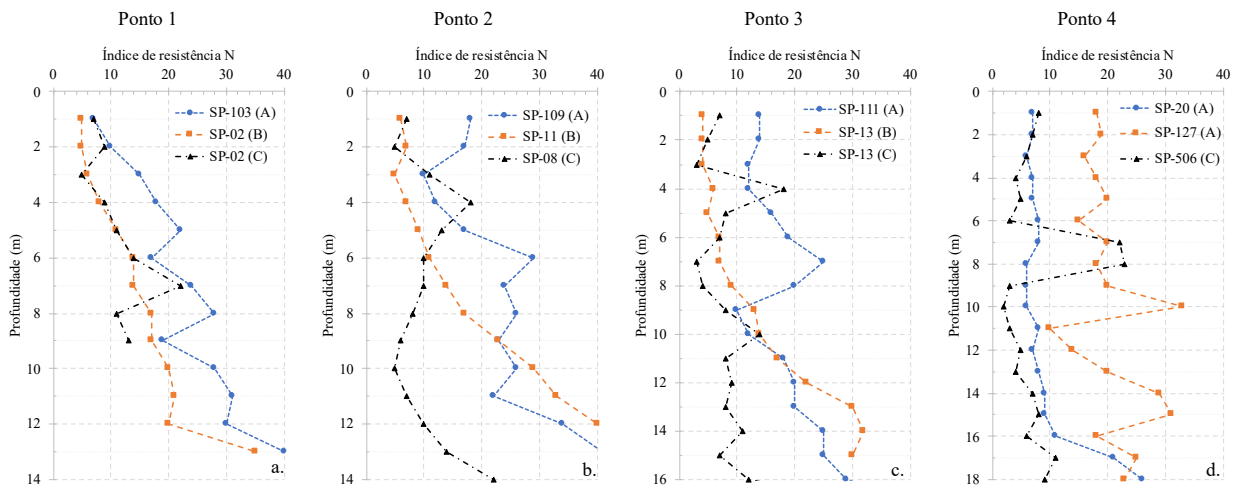 Ponto 1
Índice de resistência N
0 10 20 30 40
Profundidade (m)
0
2
4
6
8
10
12
14
SP-103 (A)
SP-02 (B)
SP-02 (C)
a.
Ponto 2
Índice de resistência N
0 10 20 30 40
Profundidade (m)
0
2
4
6
8
10
12
14
SP-109 (A)
SP-11 (B)
SP-08 (C)
b.
Ponto 3
Índice de resistência N
0 10 20 30 40
Profundidade (m)
0
2
4
6
8
10
12
14
16
SP-111 (A)
SP-13 (B)
SP-13 (C)
c.
Ponto 4
Índice de resistência N
0 10 20 30 40
Profundidade (m)
0
2
4
6
8
10
12
14
16
18
SP-20 (A)
SP-127 (A)
SP-506 (C)
d.